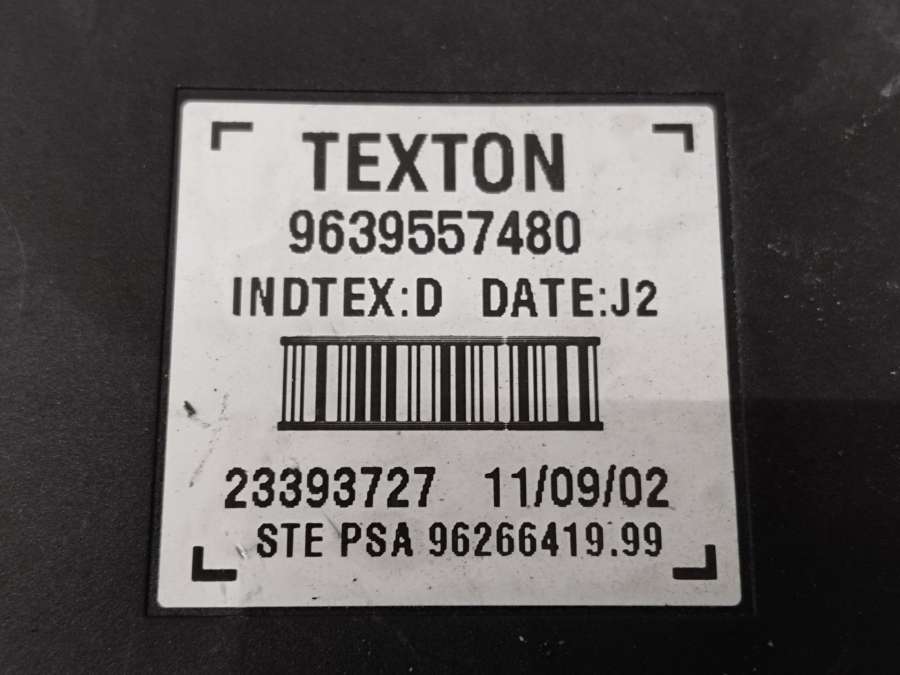 TEXTON
9639557480
INDTEX:D DATE:J2
23393727 11/09/02
STE PSA 96266419.99